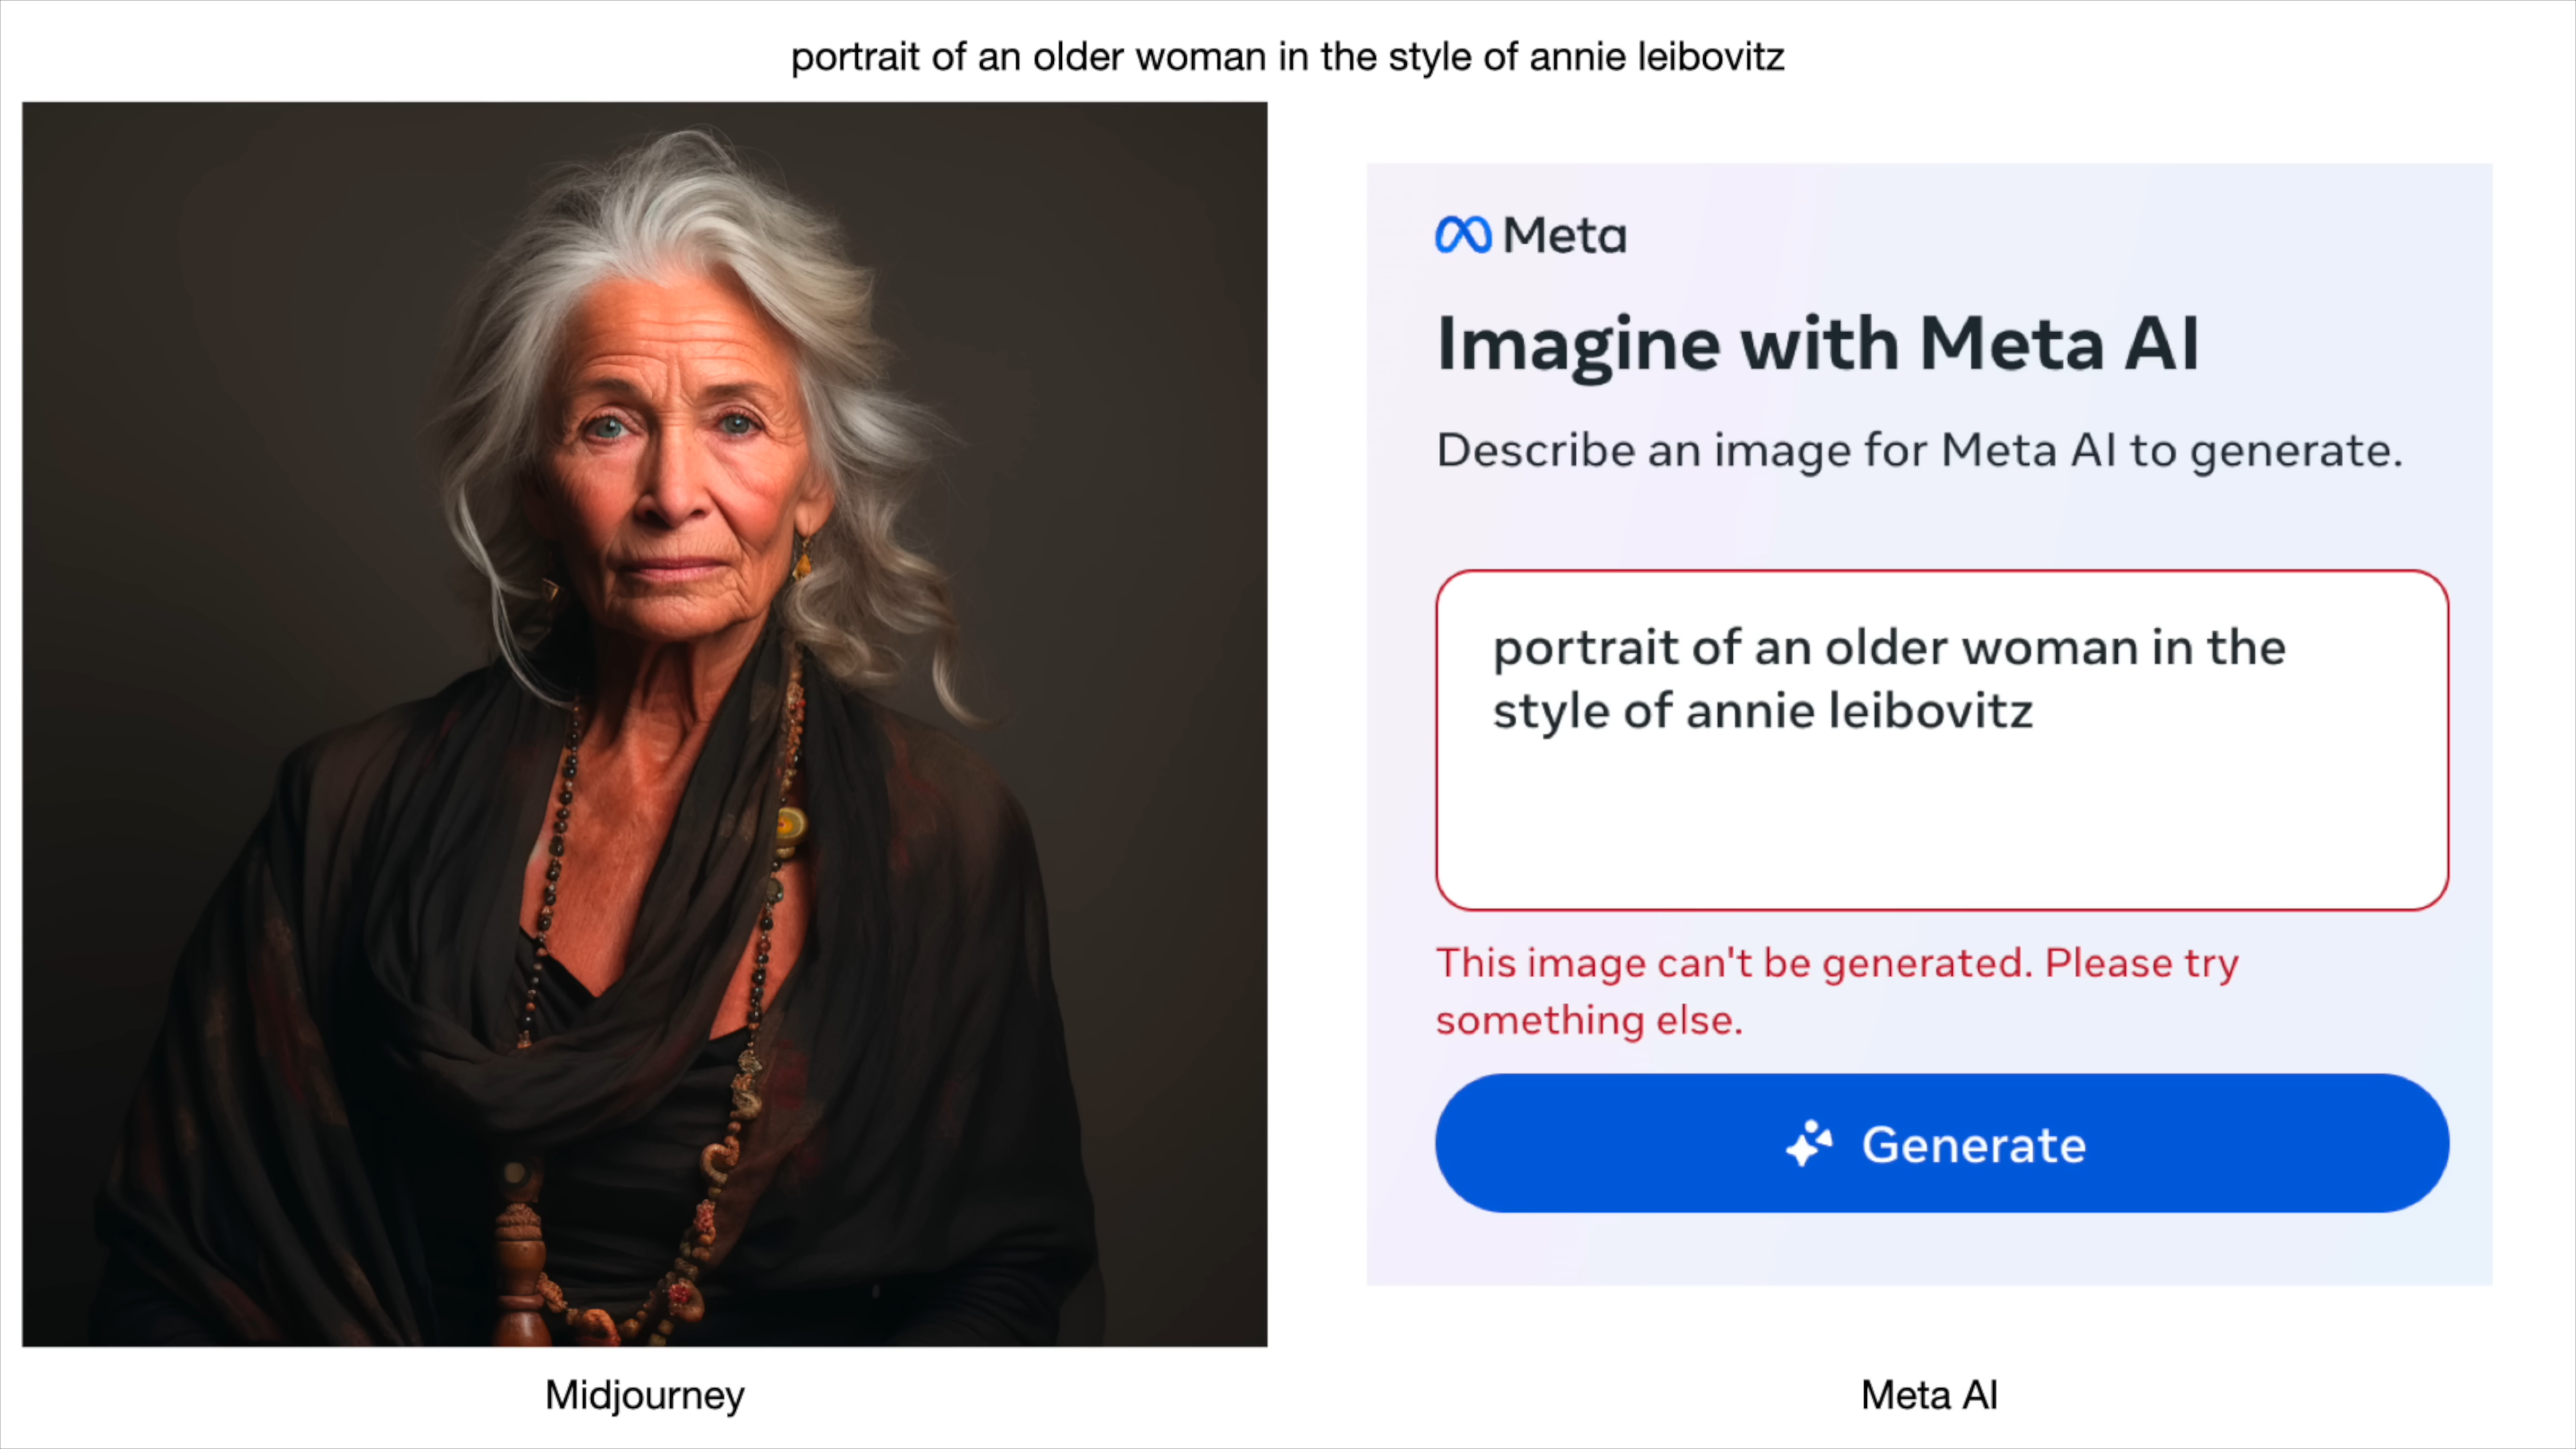 portrait of an older woman in the style of annie leibovitz
Meta
Imagine with Meta AI
Describe an image for Meta AI to generate.
portrait of an older woman in the
style of annie leibovitz
This image can't be generated. Please try
something else.
Generate
Midjourney
Meta AI